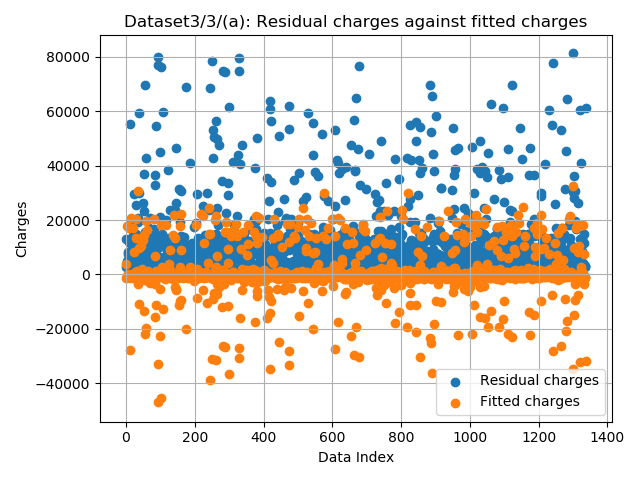 Dataset3/3/(a): Residual charges against fitted charges
Charges
80000
60000
40000
20000
0
−20000
−40000
0 200 400 600 800 1000 1200 1400
Data Index
Residual charges
Fitted charges